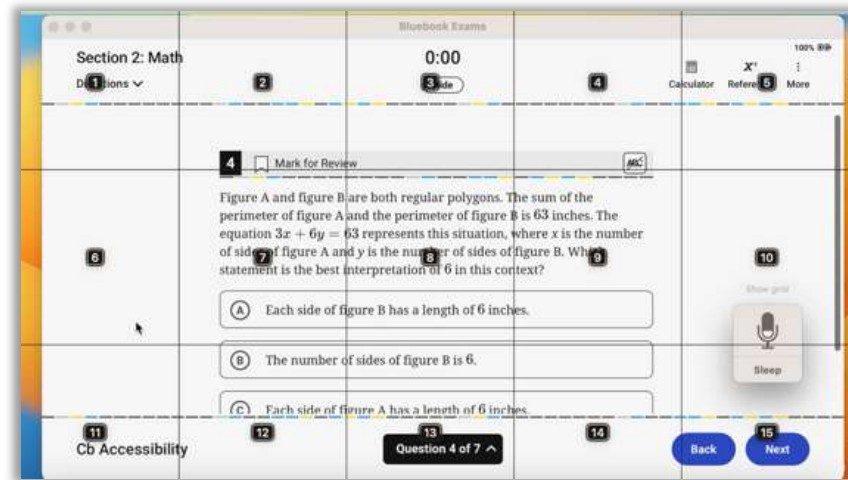 Bluebook Exams
Section 2: Math
0:00
100%
Calculator
More
1
2
3
4
5
4
Mark for Review
ABC
Figure A and figure B are both regular polygons. The sum of the
perimeter of figure A and the perimeter of figure B is 63 inches. The
equation 3x + 6y = 63 represents this situation, where x is the number
of sides of figure A and y is the number of sides of figure B. Which
statement is the best interpretation of 6 in this context?
6
7
8
9
10
Show grid
A Each side of figure B has a length of 6 inches.
B The number of sides of figure B is 6.
Sleep
C Each side of figure A has a length of 6 inches.
11
12
13
14
15
Cb Accessibility
Question 4 of 7
Back
Next